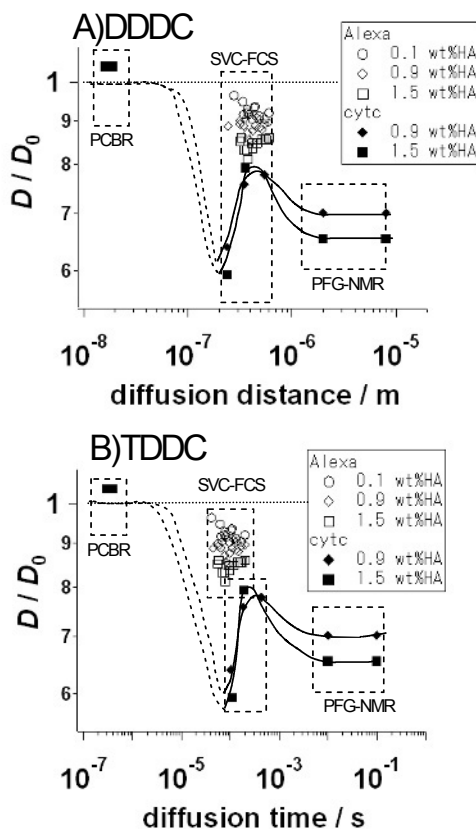 A)DDDC
SVC-FCS
Alexa
○ 0.1 wt%HA
◇ 0.9 wt%HA
□ 1.5 wt%HA
cytc
◆ 0.9 wt%HA
■ 1.5 wt%HA
1
PCBR
9
8
7
6
D / D0
PFG-NMR
10-8
10-7
10-6
10-5
diffusion distance / m
B)TDDC
SVC-FCS
Alexa
○ 0.1 wt%HA
◇ 0.9 wt%HA
□ 1.5 wt%HA
cytc
◆ 0.9 wt%HA
■ 1.5 wt%HA
1
PCBR
9
8
7
6
D / D0
PFG-NMR
10-7
10-5
10-4
10-3
10-2
10-1
diffusion time / s